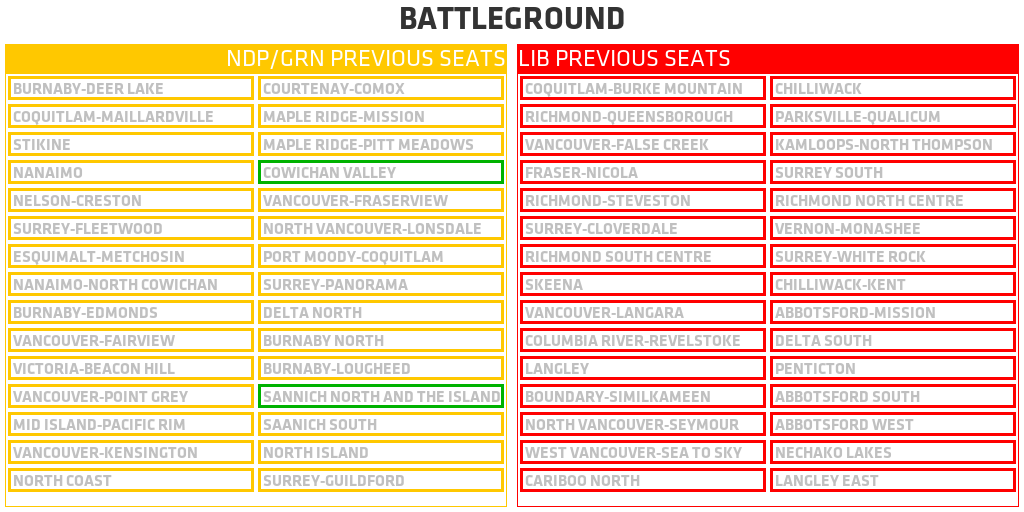 BATTLEGROUND
NDP/GRN PREVIOUS SEATS
BURNABY-DEER LAKE
COQUITLAM-MAILLARDVILLE
STIKINE
NANAIMO
NELSON-CRESTON
SURREY-FLEETWOOD
ESQUIMALT-METCHOSIN
NANAIMO-NORTH COWICHAN
BURNABY-EDMONDS
VANCOUVER-FAIRVIEW
VICTORIA-BEACON HILL
VANCOUVER-POINT GREY
MID ISLAND-PACIFIC RIM
VANCOUVER-KENSINGTON
NORTH COAST
COURTENAY-COMOX
MAPLE RIDGE-MISSION
MAPLE RIDGE-PITT MEADOWS
COWICHAN VALLEY
VANCOUVER-FRASERVIEW
NORTH VANCOUVER-LONSDALE
PORT MOODY-COQUITLAM
SURREY-PANORAMA
DELTA NORTH
BURNABY NORTH
BURNABY-LOUGHEED
SANNICH NORTH AND THE ISLAND
SAANICH SOUTH
NORTH ISLAND
SURREY-GUILDFORD
LIB PREVIOUS SEATS
COQUITLAM-BURKE MOUNTAIN
RICHMOND-QUEENSBOROUGH
VANCOUVER-FALSE CREEK
FRASER-NICOLA
RICHMOND-STEVESTON
SURREY-CLOVERDALE
RICHMOND SOUTH CENTRE
SKEENA
VANCOUVER-LANGARA
COLUMBIA RIVER-REVELSTOKE
LANGLEY
BOUNDARY-SIMILKAMEEN
NORTH VANCOUVER-SEYMOUR
WEST VANCOUVER-SEA TO SKY
CARIBOO NORTH
CHILLIWACK
PARKSVILLE-QUALICUM
KAMLOOPS-NORTH THOMPSON
SURREY SOUTH
RICHMOND NORTH CENTRE
VERNON-MONASHEE
SURREY-WHITE ROCK
CHILLIWACK-KENT
ABBOTSFORD-MISSION
DELTA SOUTH
PENTICTON
ABBOTSFORD SOUTH
ABBOTSFORD WEST
NECHAKO LAKES
LANGLEY EAST